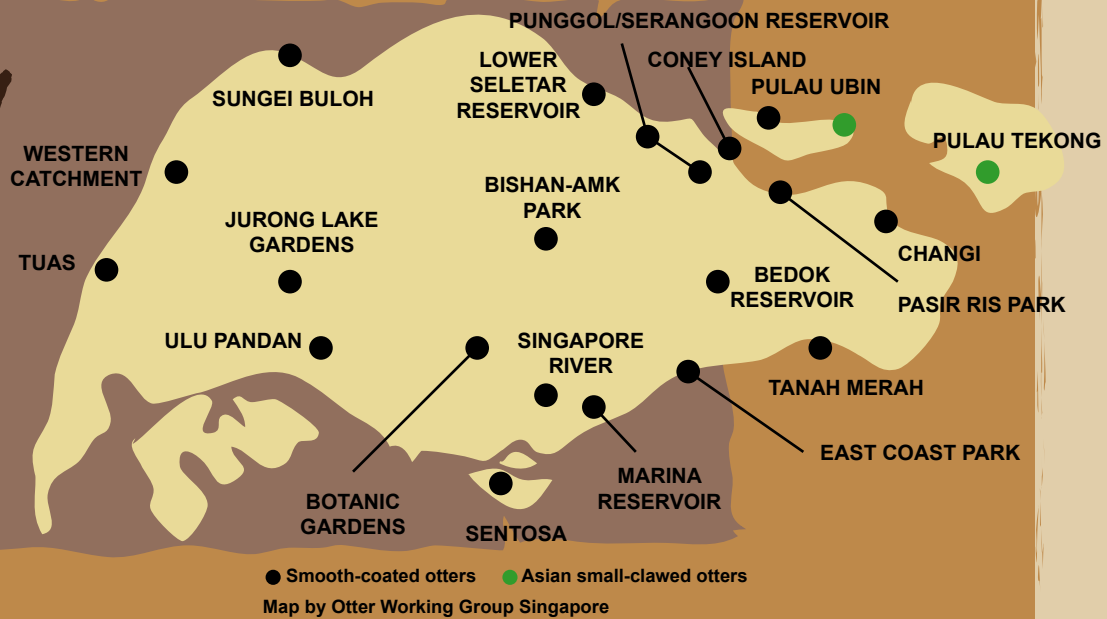 PUNGGOL/SERANGOON RESERVOIR
CONEY ISLAND
LOWER
SELETAR
RESERVOIR
PULAU UBIN
SUNGEI BULOH
PULAU TEKONG
WESTERN
CATCHMENT
BISHAN-AMK
PARK
JURONG LAKE
GARDENS
CHANGI
TUAS
BEDOK
RESERVOIR
PASIR RIS PARK
ULU PANDAN
SINGAPORE
RIVER
TANAH MERAH
EAST COAST PARK
MARINA
RESERVOIR
BOTANIC
GARDENS
SENTOSA
Smooth-coated otters
Asian small-clawed otters
Map by Otter Working Group Singapore